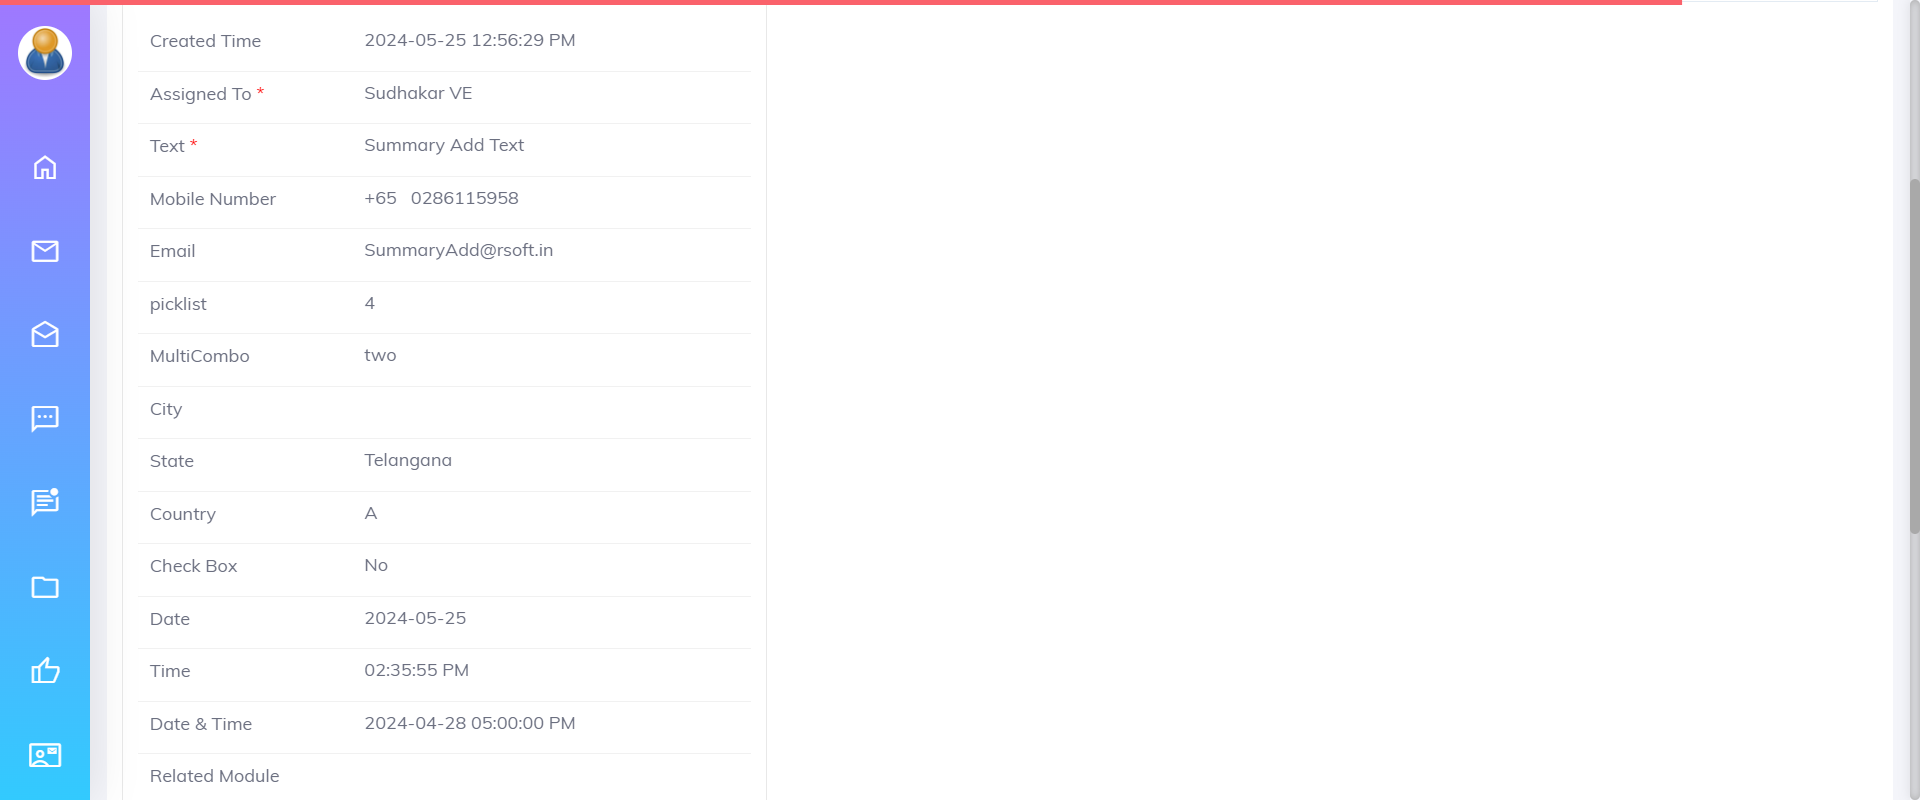 Created Time 2024-05-25 12:56:29 PM
Assigned To * Sudhakar VE
Text * Summary Add Text
Mobile Number +65 0286115958
Email SummaryAdd@rsoft.in
picklist 4
MultiCombo two
City
State Telangana
Country A
Check Box No
Date 2024-05-25
Time 02:35:55 PM
Date & Time 2024-04-28 05:00:00 PM
Related Module